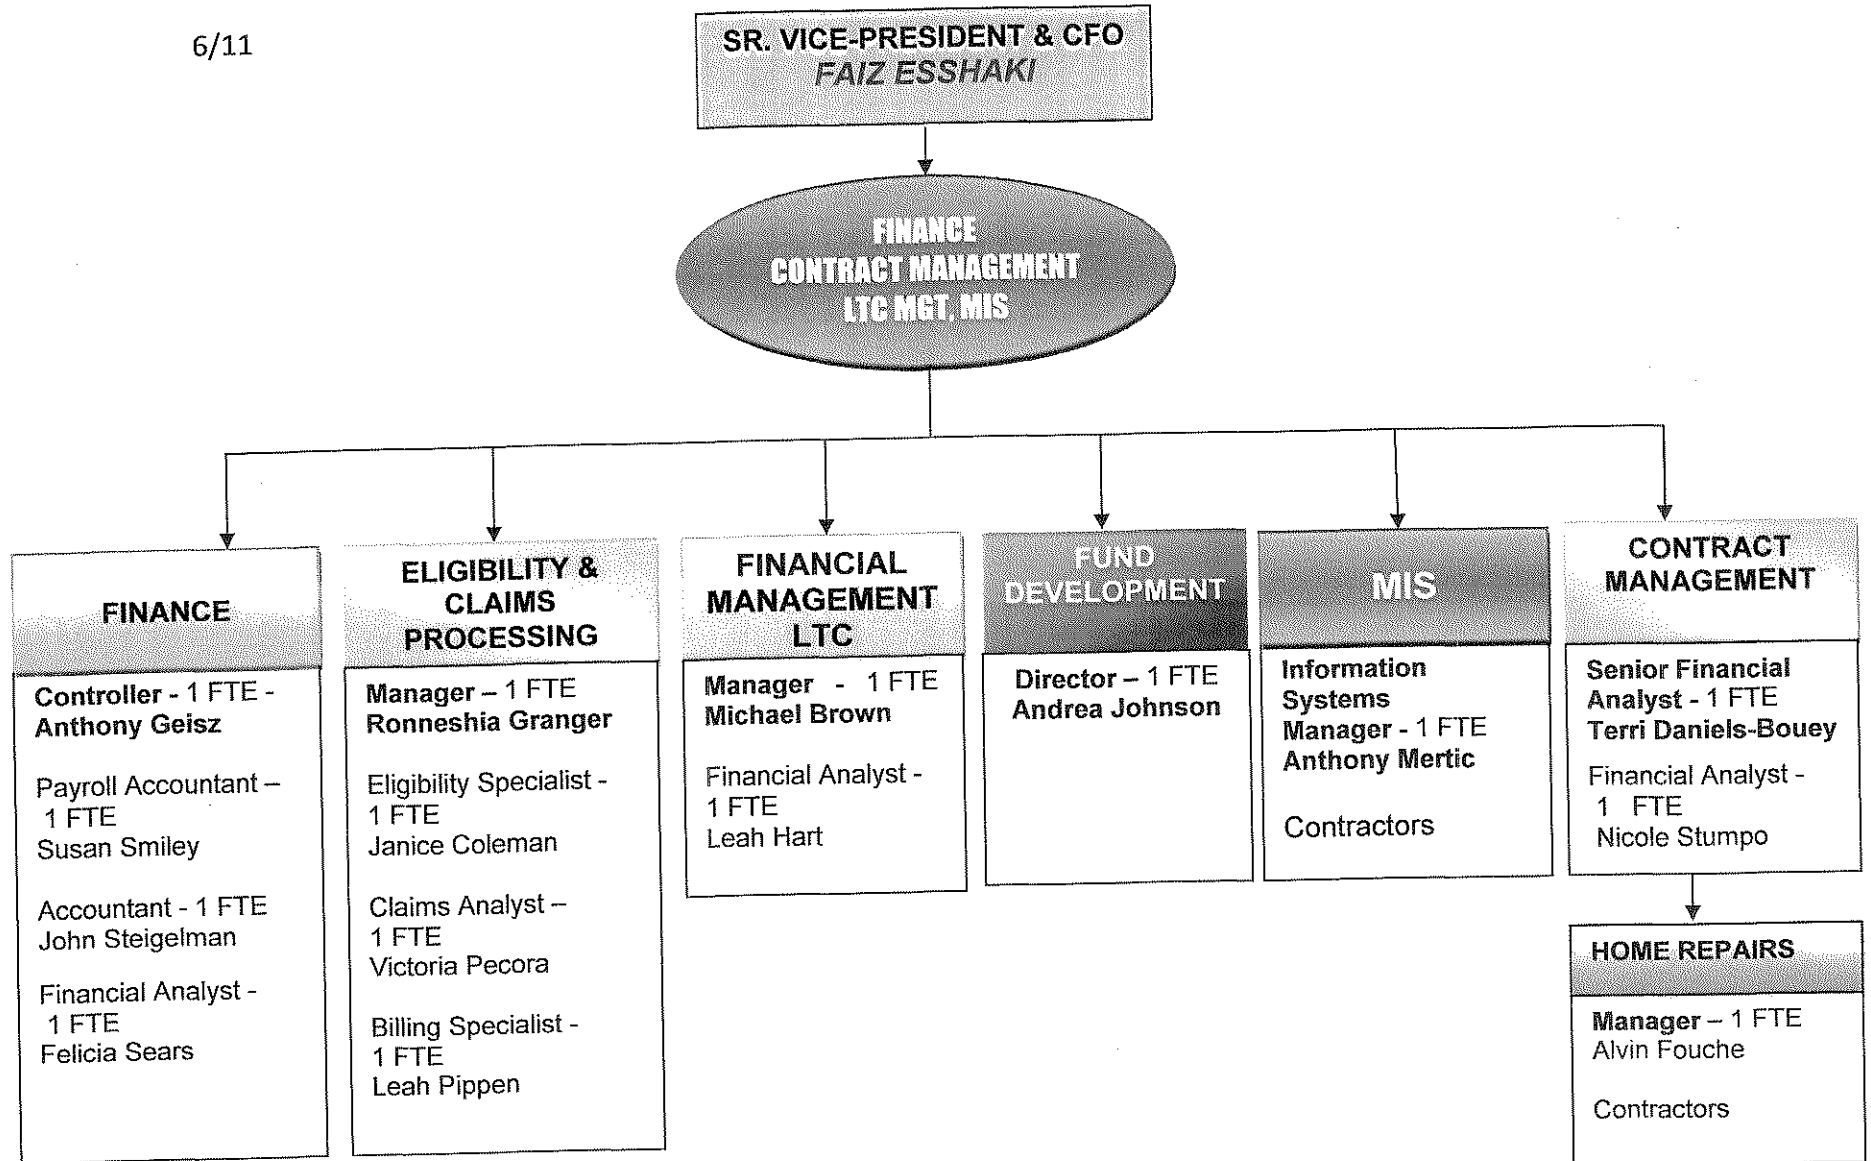 6/11
SR. VICE-PRESIDENT & CFO
FAIZ ESSHAKI
FINANCE
CONTRACT MANAGEMENT
LTC MGT, MIS
FINANCE
Controller - 1 FTE -
Anthony Geisz
Payroll Accountant –
1 FTE
Susan Smiley
Accountant - 1 FTE
John Steigelman
Financial Analyst -
1 FTE
Felicia Sears
ELIGIBILITY &
CLAIMS
PROCESSING
Manager – 1 FTE
Ronneshia Granger
Eligibility Specialist -
1 FTE
Janice Coleman
Claims Analyst –
1 FTE
Victoria Pecora
Billing Specialist -
1 FTE
Leah Pippen
FINANCIAL
MANAGEMENT
LTC
Manager - 1 FTE
Michael Brown
Financial Analyst -
1 FTE
Leah Hart
FUND
DEVELOPMENT
Director – 1 FTE
Andrea Johnson
MIS
Information
Systems
Manager - 1 FTE
Anthony Mertic
Contractors
CONTRACT
MANAGEMENT
Senior Financial
Analyst - 1 FTE
Terri Daniels-Bouey
Financial Analyst -
1 FTE
Nicole Stumpo
HOME REPAIRS
Manager – 1 FTE
Alvin Fouche
Contractors